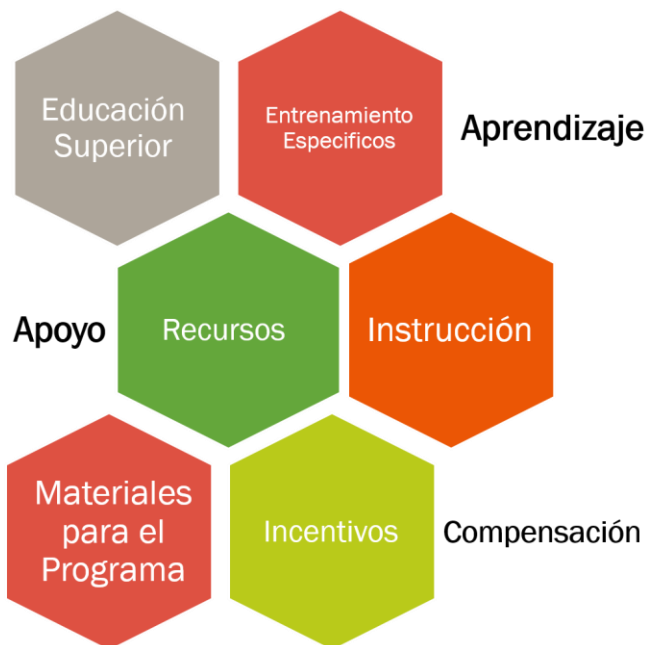 Educación
Superior
Entrenamiento
Especificos
Aprendizaje
Apoyo
Recursos
Instrucción
Materiales
para el
Programa
Incentivos
Compensación